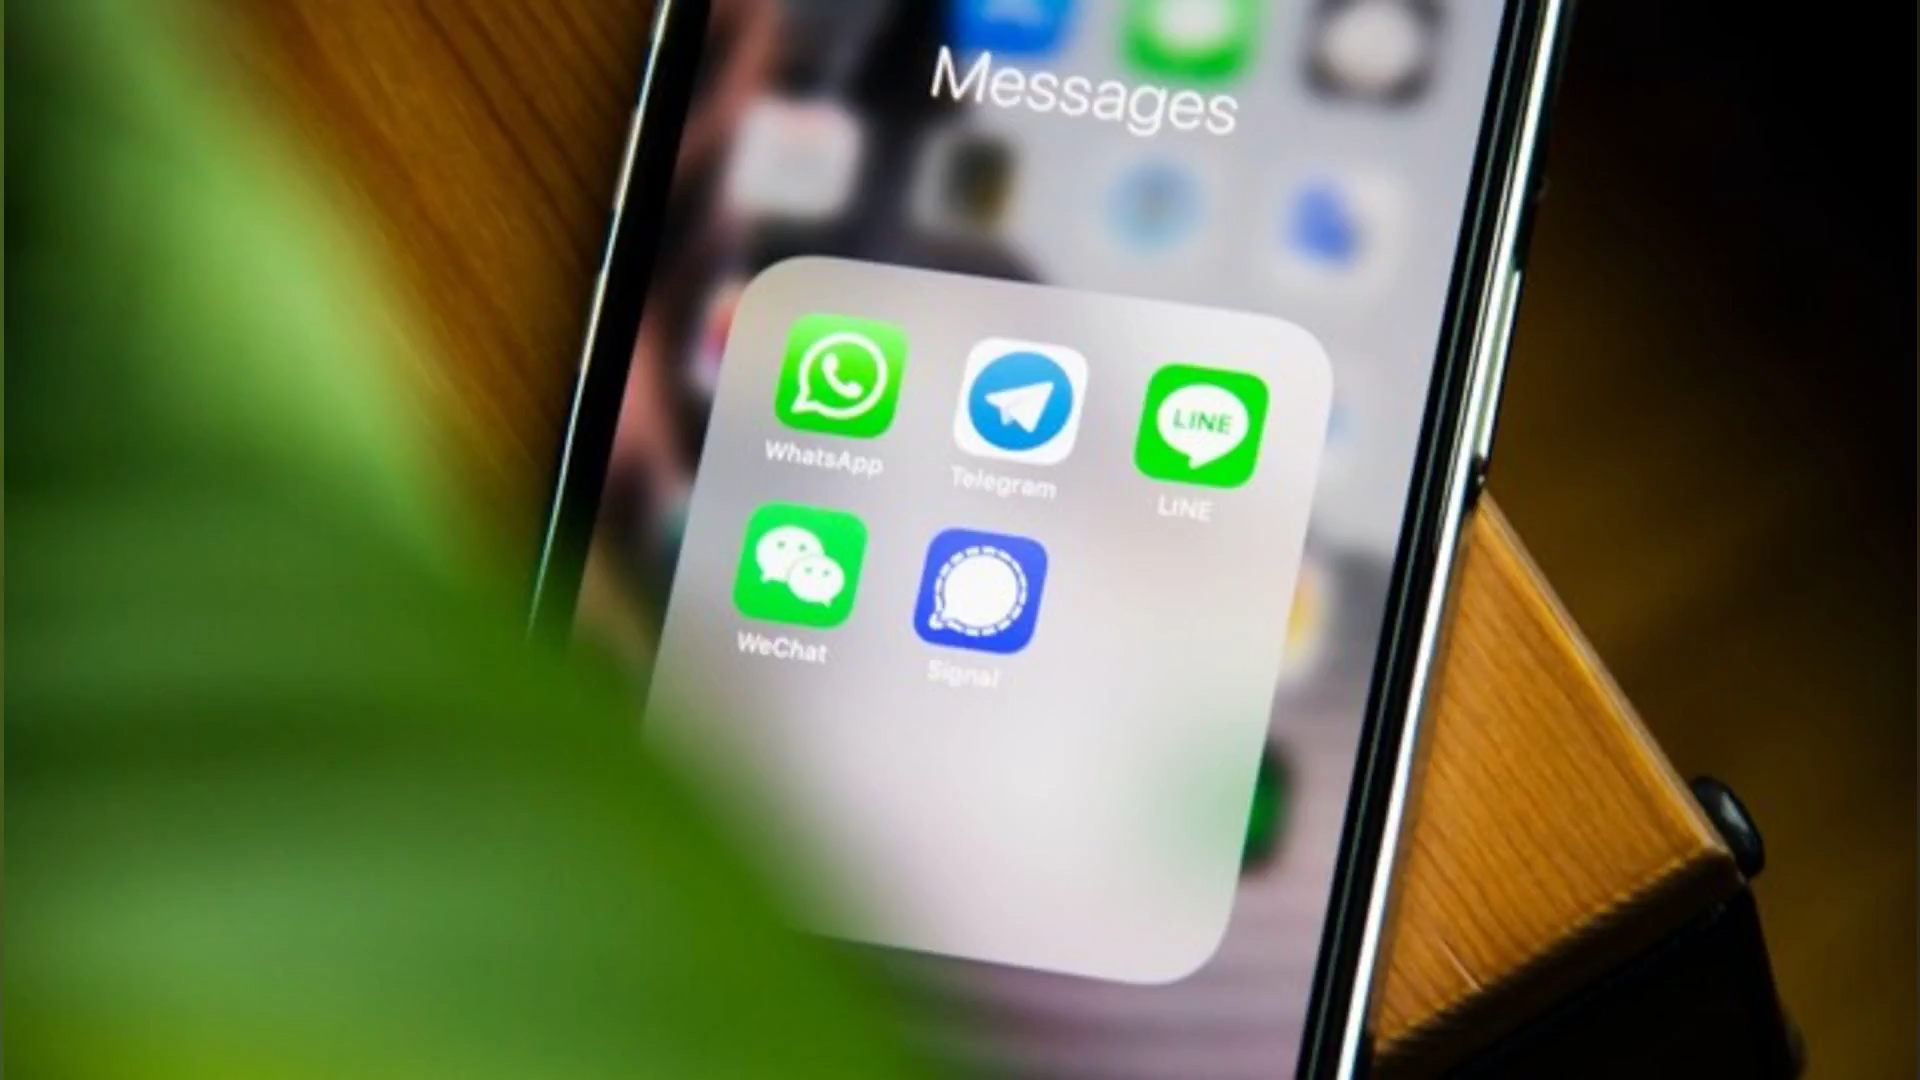 Messages
LINE
WhatsApp
Telegram
LINE
WeChat
Signal